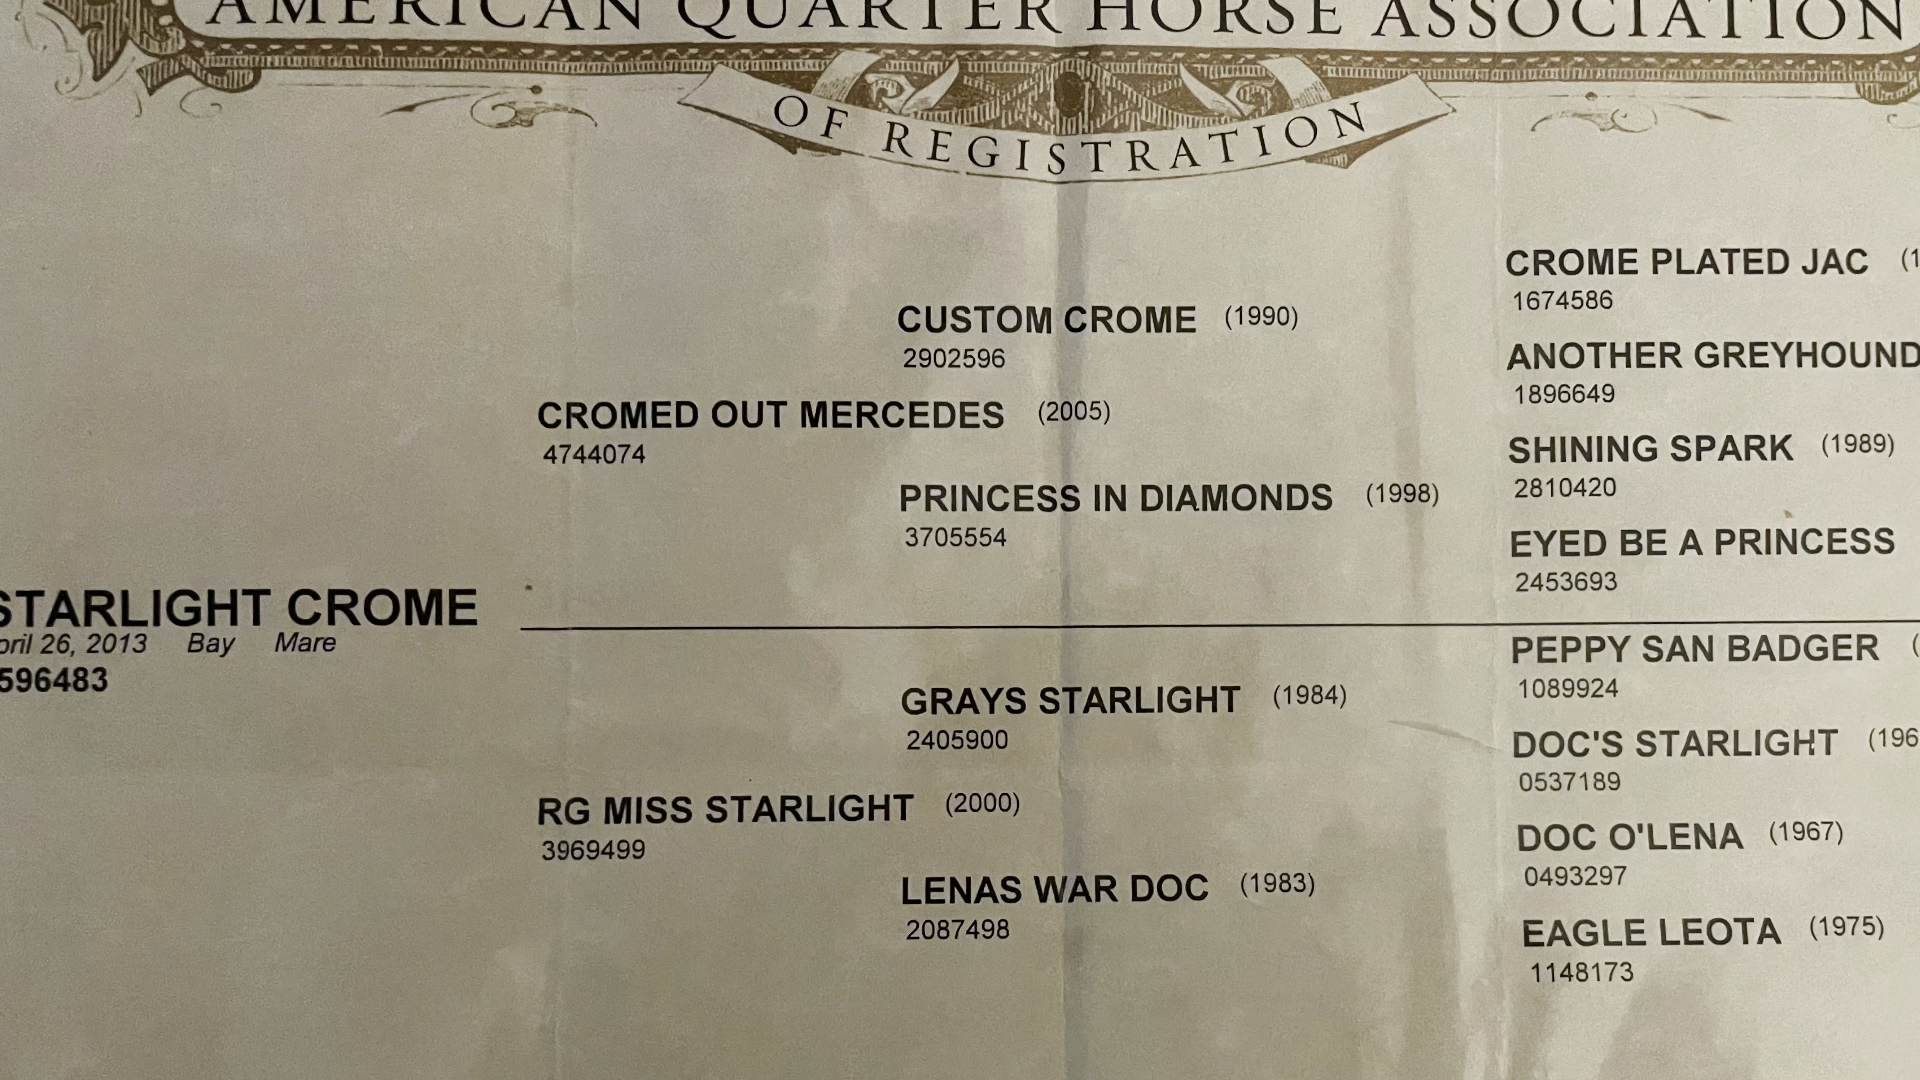 AMERICAN QUARTER HORSE ASSOCIATION
OF REGISTRATION
CROME PLATED JAC (1
1674586
CUSTOM CROME (1990)
2902596
ANOTHER GREYHOUND
1896649
CROMED OUT MERCEDES (2005)
4744074
SHINING SPARK (1989)
2810420
PRINCESS IN DIAMONDS (1998)
3705554
EYED BE A PRINCESS
2453693
STARLIGHT CROME
pril 26, 2013 Bay Mare
596483
PEPPY SAN BADGER (
1089924
GRAYS STARLIGHT (1984)
2405900
DOC'S STARLIGHT (196
0537189
RG MISS STARLIGHT (2000)
3969499
DOC O'LENA (1967)
0493297
LENAS WAR DOC (1983)
2087498
EAGLE LEOTA (1975)
1148173